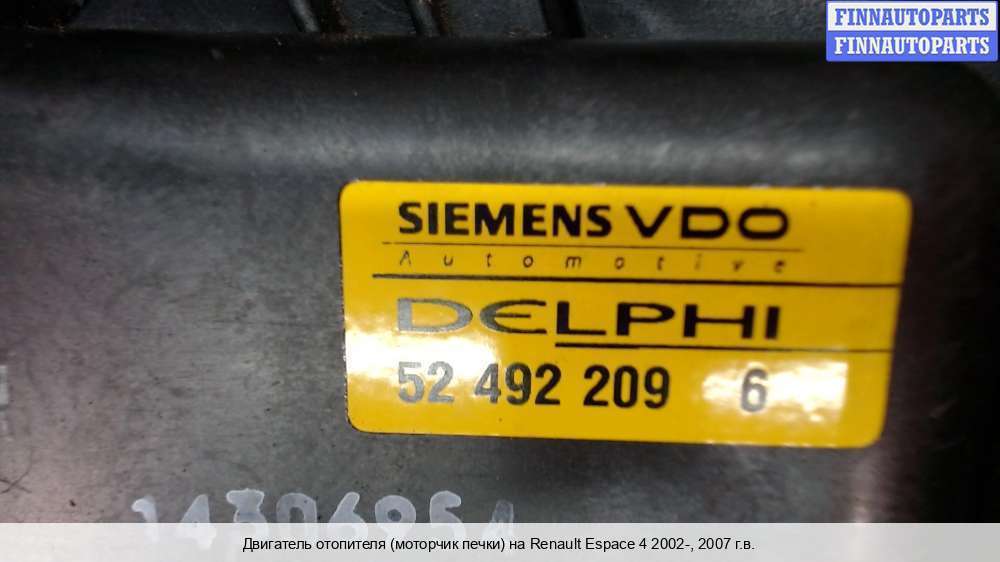 FINNAUTOPARTS
FINNAUTOPARTS
SIEMENS VDO
Automotive
DELPHI
52 492 209 6
Двигатель отопителя (моторчик печки) на Renault Espace 4 2002-, 2007 г.в.